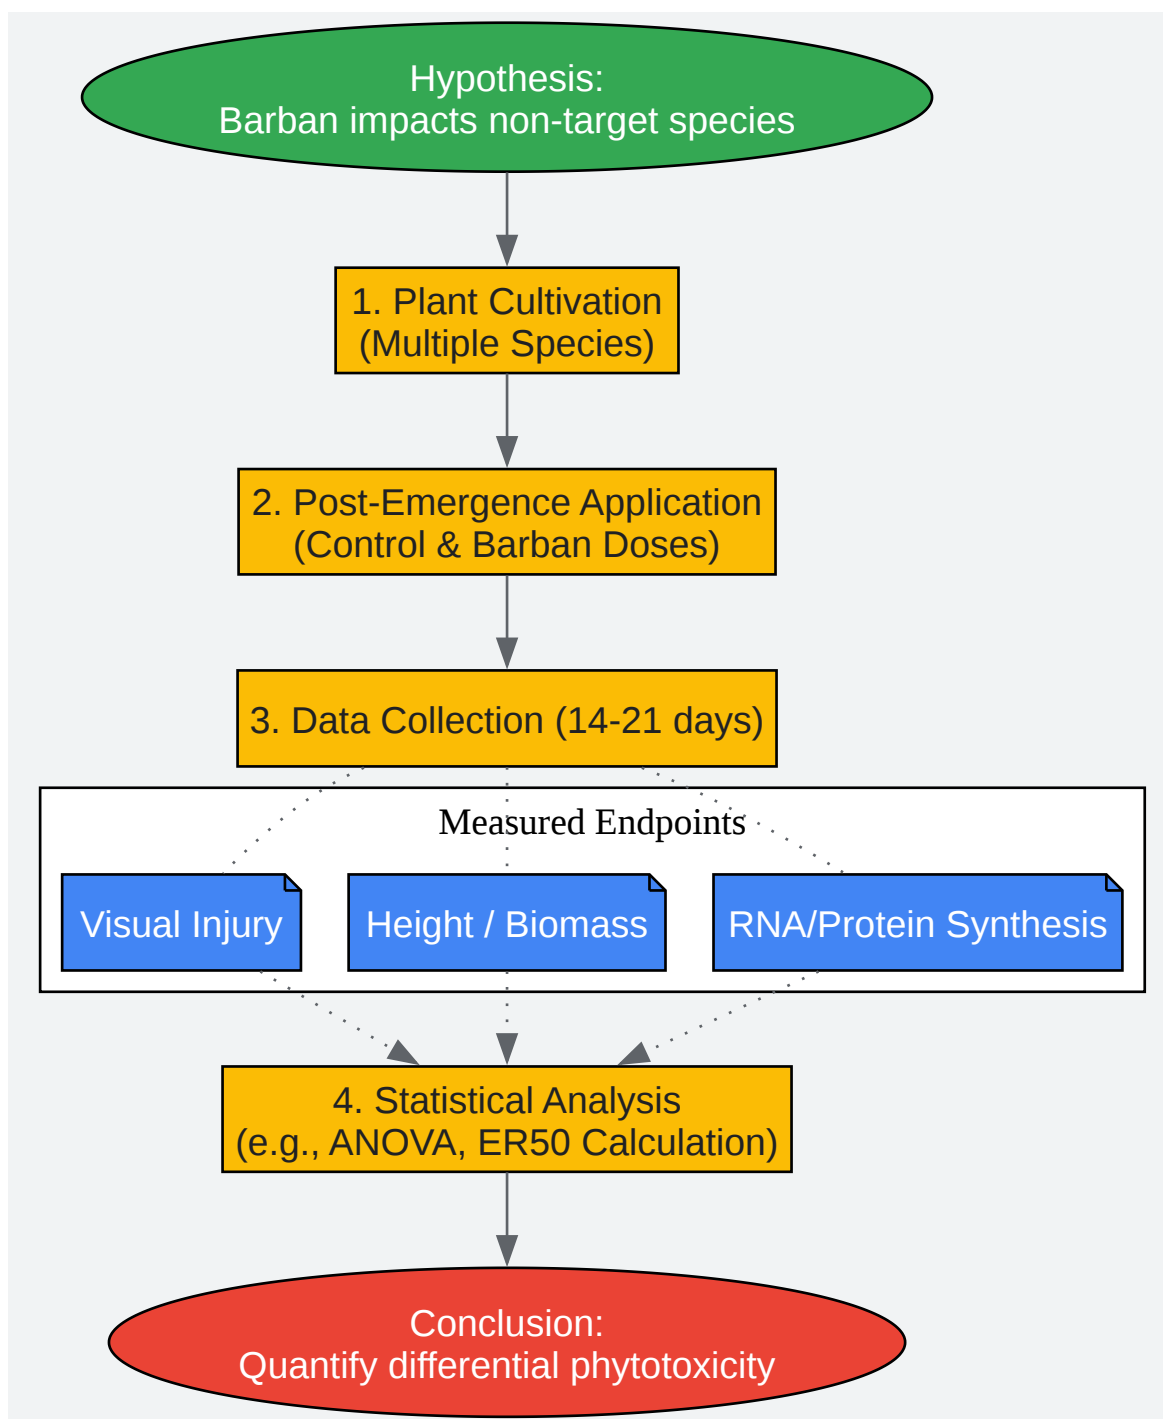 Hypothesis:
Barban impacts non-target species
1. Plant Cultivation
(Multiple Species)
2. Post-Emergence Application
(Control & Barban Doses)
3. Data Collection (14-21 days)
Measured Endpoints
Visual Injury
Height / Biomass
RNA/Protein Synthesis
4. Statistical Analysis
(e.g., ANOVA, ER50 Calculation)
Conclusion:
Quantify differential phytotoxicity